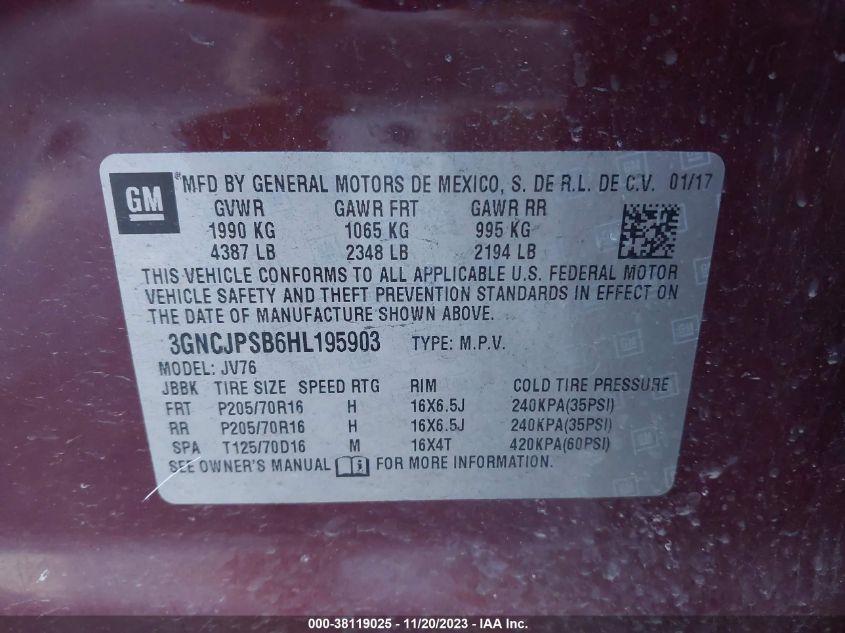 GM
® MFD BY GENERAL MOTORS DE MEXICO, S. DE R.L. DE C.V. 01/17
GVWR GAWR FRT GAWR RR
1990 KG 1065 KG 995 KG
4387 LB 2348 LB 2194 LB
THIS VEHICLE CONFORMS TO ALL APPLICABLE U.S. FEDERAL MOTOR
VEHICLE SAFETY AND THEFT PREVENTION STANDARDS IN EFFECT ON
THE DATE OF MANUFACTURE SHOWN ABOVE.
3GNCJPSB6HL195903 TYPE: M.P.V.
MODEL: JV76
JBBK TIRE SIZE SPEED RTG RIM COLD TIRE PRESSURE
FRT P205/70R16 H 16X6.5J 240KPA(35PSI)
RR P205/70R16 H 16X6.5J 240KPA(35PSI)
SPA T125/70D16 M 16X4T 420KPA(60PSI)
SEE OWNER'S MANUAL FOR MORE INFORMATION.
000-38119025 - 11/20/2023 - IAA Inc.